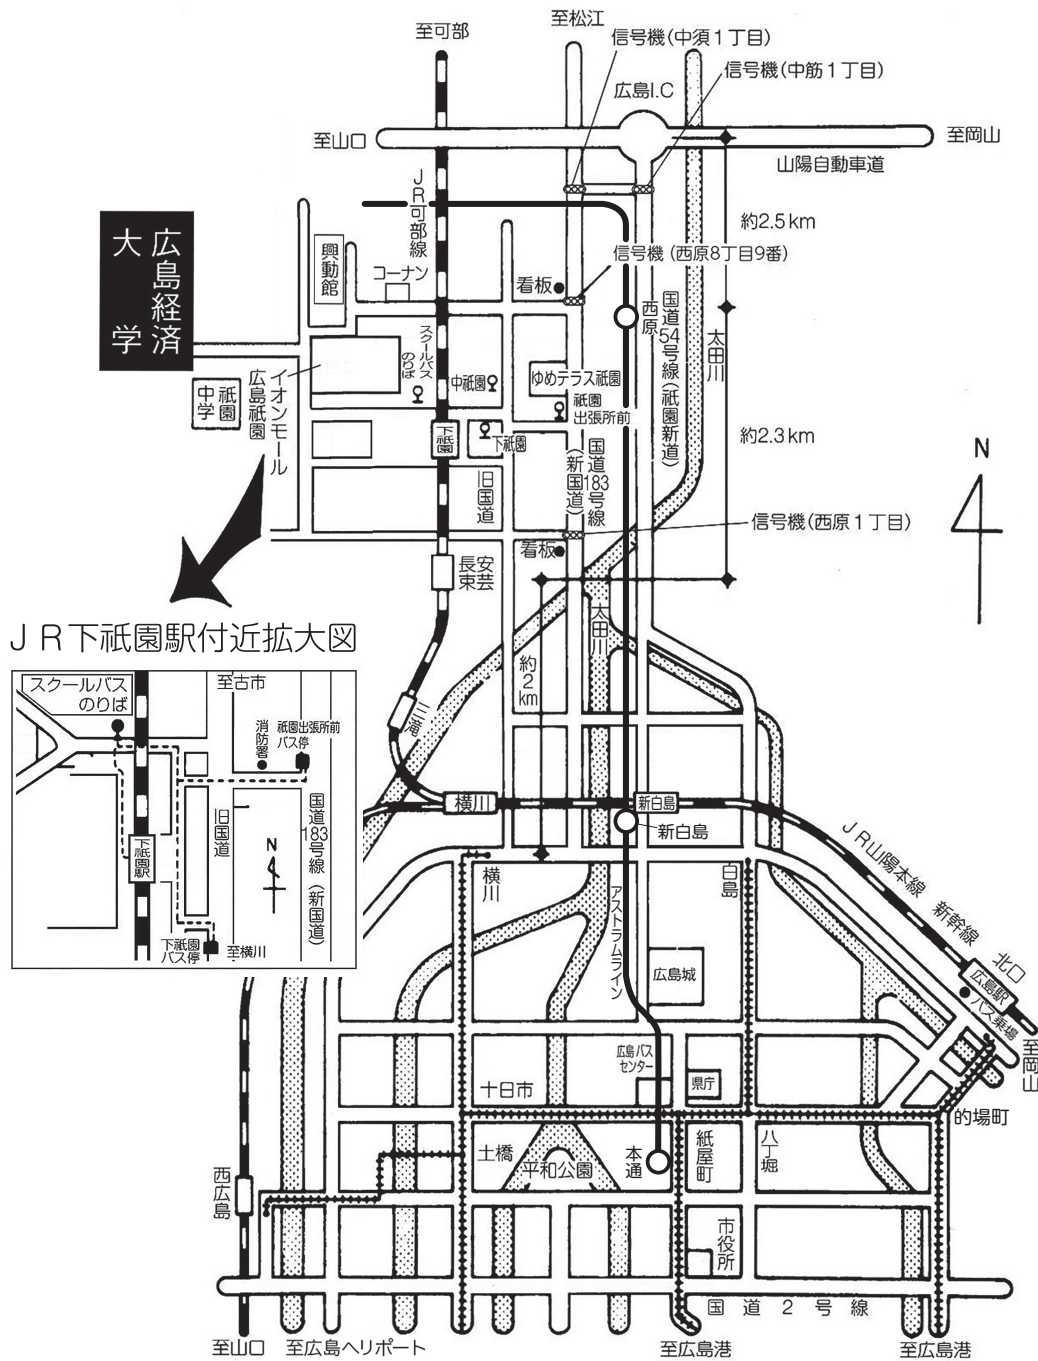 至松江
至可部
信号機(中須1丁目)
信号機(中筋1丁目)
広島I.C
至山口
至岡山
山陽自動車道
JR可部線
約2.5km
広島経済
大学
興動館
コーナン
看板
信号機(西原8丁目9番)
西原
国道54号線(祇園新道)
太田川
スクールバス
のりば
中祇園
ゆめテラス祇園
祇園
出張所前
祇園
中学
イオンモール
広島祇園
下祇園
下祇園
旧国道
国道183号線
(新国道)
約2.3km
N
信号機(西原1丁目)
看板
安芸
長束
太田川
約2km
三滝
JR下祇園駅付近拡大図
スクールバス
のりば
至古市
消防署
祇園出張所前
バス停
旧国道
国道183号線(新国道)
下祇園駅
N
下祇園
バス停
至横川
横川
新白島
新白島
横川
白島
JR山陽本線
新幹線
北口
広島駅
バス乗場
至岡山
アストラムライン
広島城
広島バス
センター
県庁
十日市
的場町
土橋
平和公園
本通
紙屋町
八丁堀
西広島
市役所
国道2号線
至山口
至広島ヘリポート
至広島港
至広島港